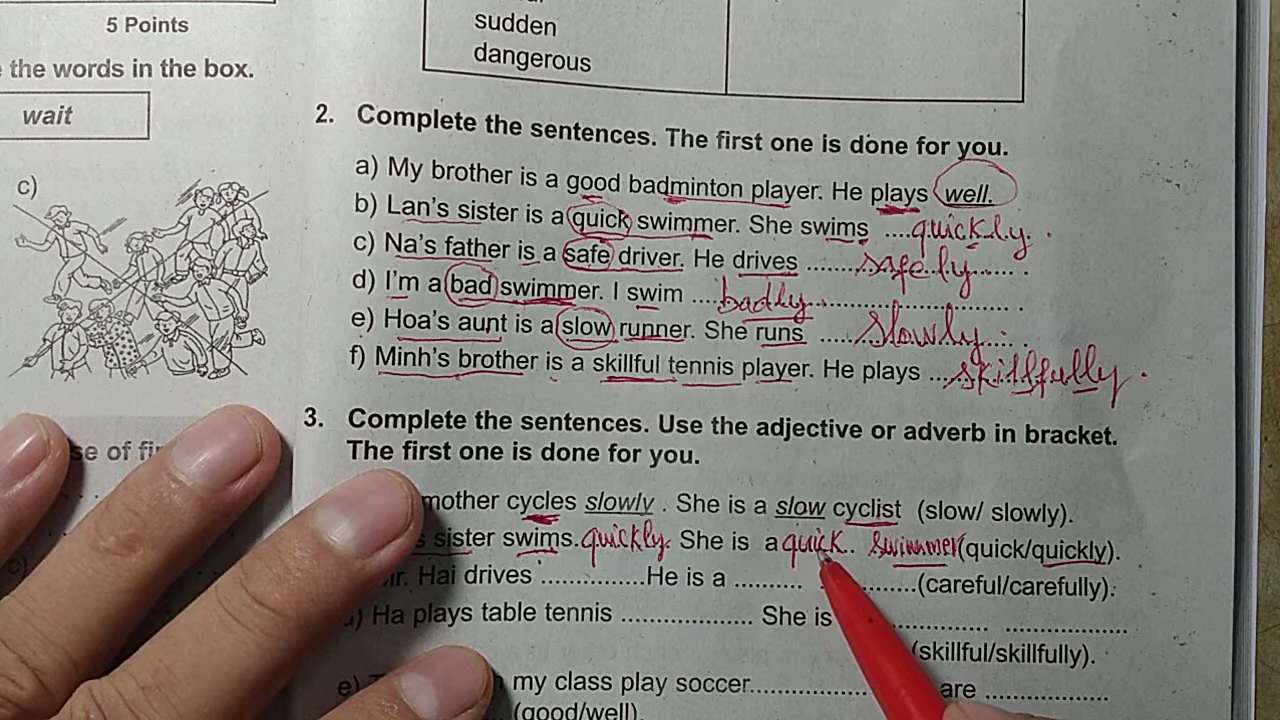 5 Points
the words in the box.
wait
c)
sudden
dangerous
2. Complete the sentences. The first one is done for you.
a) My brother is a good badminton player. He plays well.
b) Lan's sister is a quick swimmer. She swims ....quickly.
c) Na's father is a safe driver. He drives ........safely...... .
d) I'm a bad swimmer. I swim ....badly............................ .
e) Hoa's aunt is a slow runner. She runs .....slowly.... .
f) Minh's brother is a skillful tennis player. He plays ...skillfully.
3. Complete the sentences. Use the adjective or adverb in bracket.
The first one is done for you.
mother cycles slowly . She is a slow cyclist (slow/ slowly).
sister swims.quickly. She is a quick.. swimmer(quick/quickly).
Hai drives ................He is a .......... ............(careful/carefully).
Ha plays table tennis ................... She is .............. .................
(skillful/skillfully).
e) my class play soccer................. are .................
(good/well).